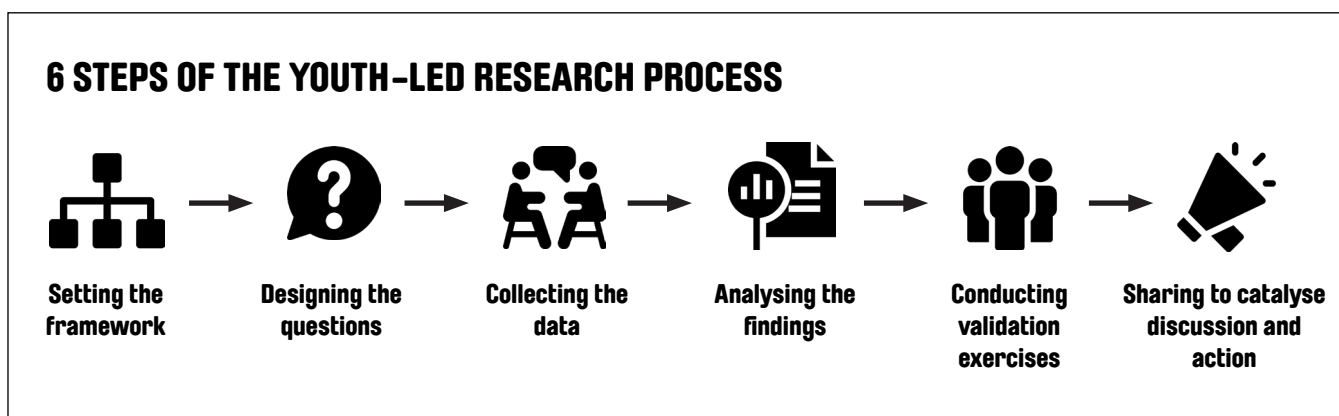 6 STEPS OF THE YOUTH-LED RESEARCH PROCESS
?
Setting the
framework
Designing the
questions
Collecting the
data
Analysing the
findings
Conducting
validation
exercises
Sharing to catalyse
discussion and
action